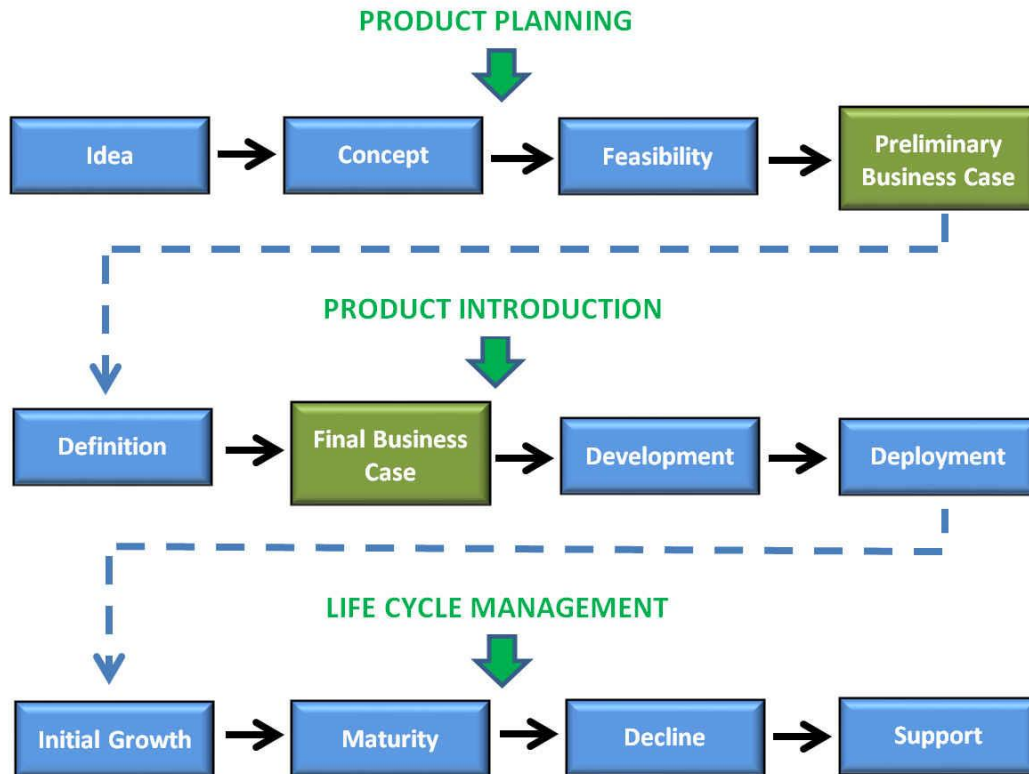 PRODUCT PLANNING
Idea
Concept
Feasibility
Preliminary
Business Case
PRODUCT INTRODUCTION
Definition
Final Business
Case
Development
Deployment
LIFE CYCLE MANAGEMENT
Initial Growth
Maturity
Decline
Support